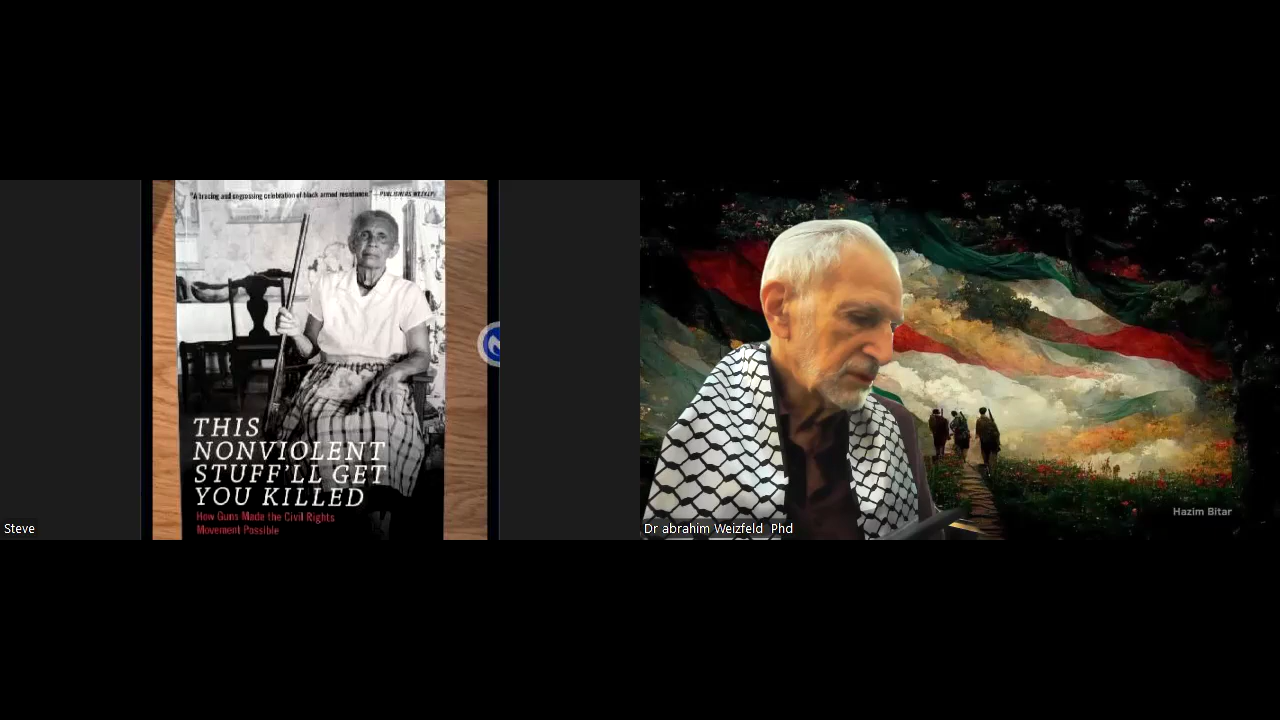 "A bracing and engrossing celebration of black armed resistance." —PUBLISHERS WEEKLY
THIS
NONVIOLENT
STUFF'LL GET
YOU KILLED
How Guns Made the Civil Rights
Movement Possible
Steve
Hazim Bitar
Dr abrahim Weizfeld Phd